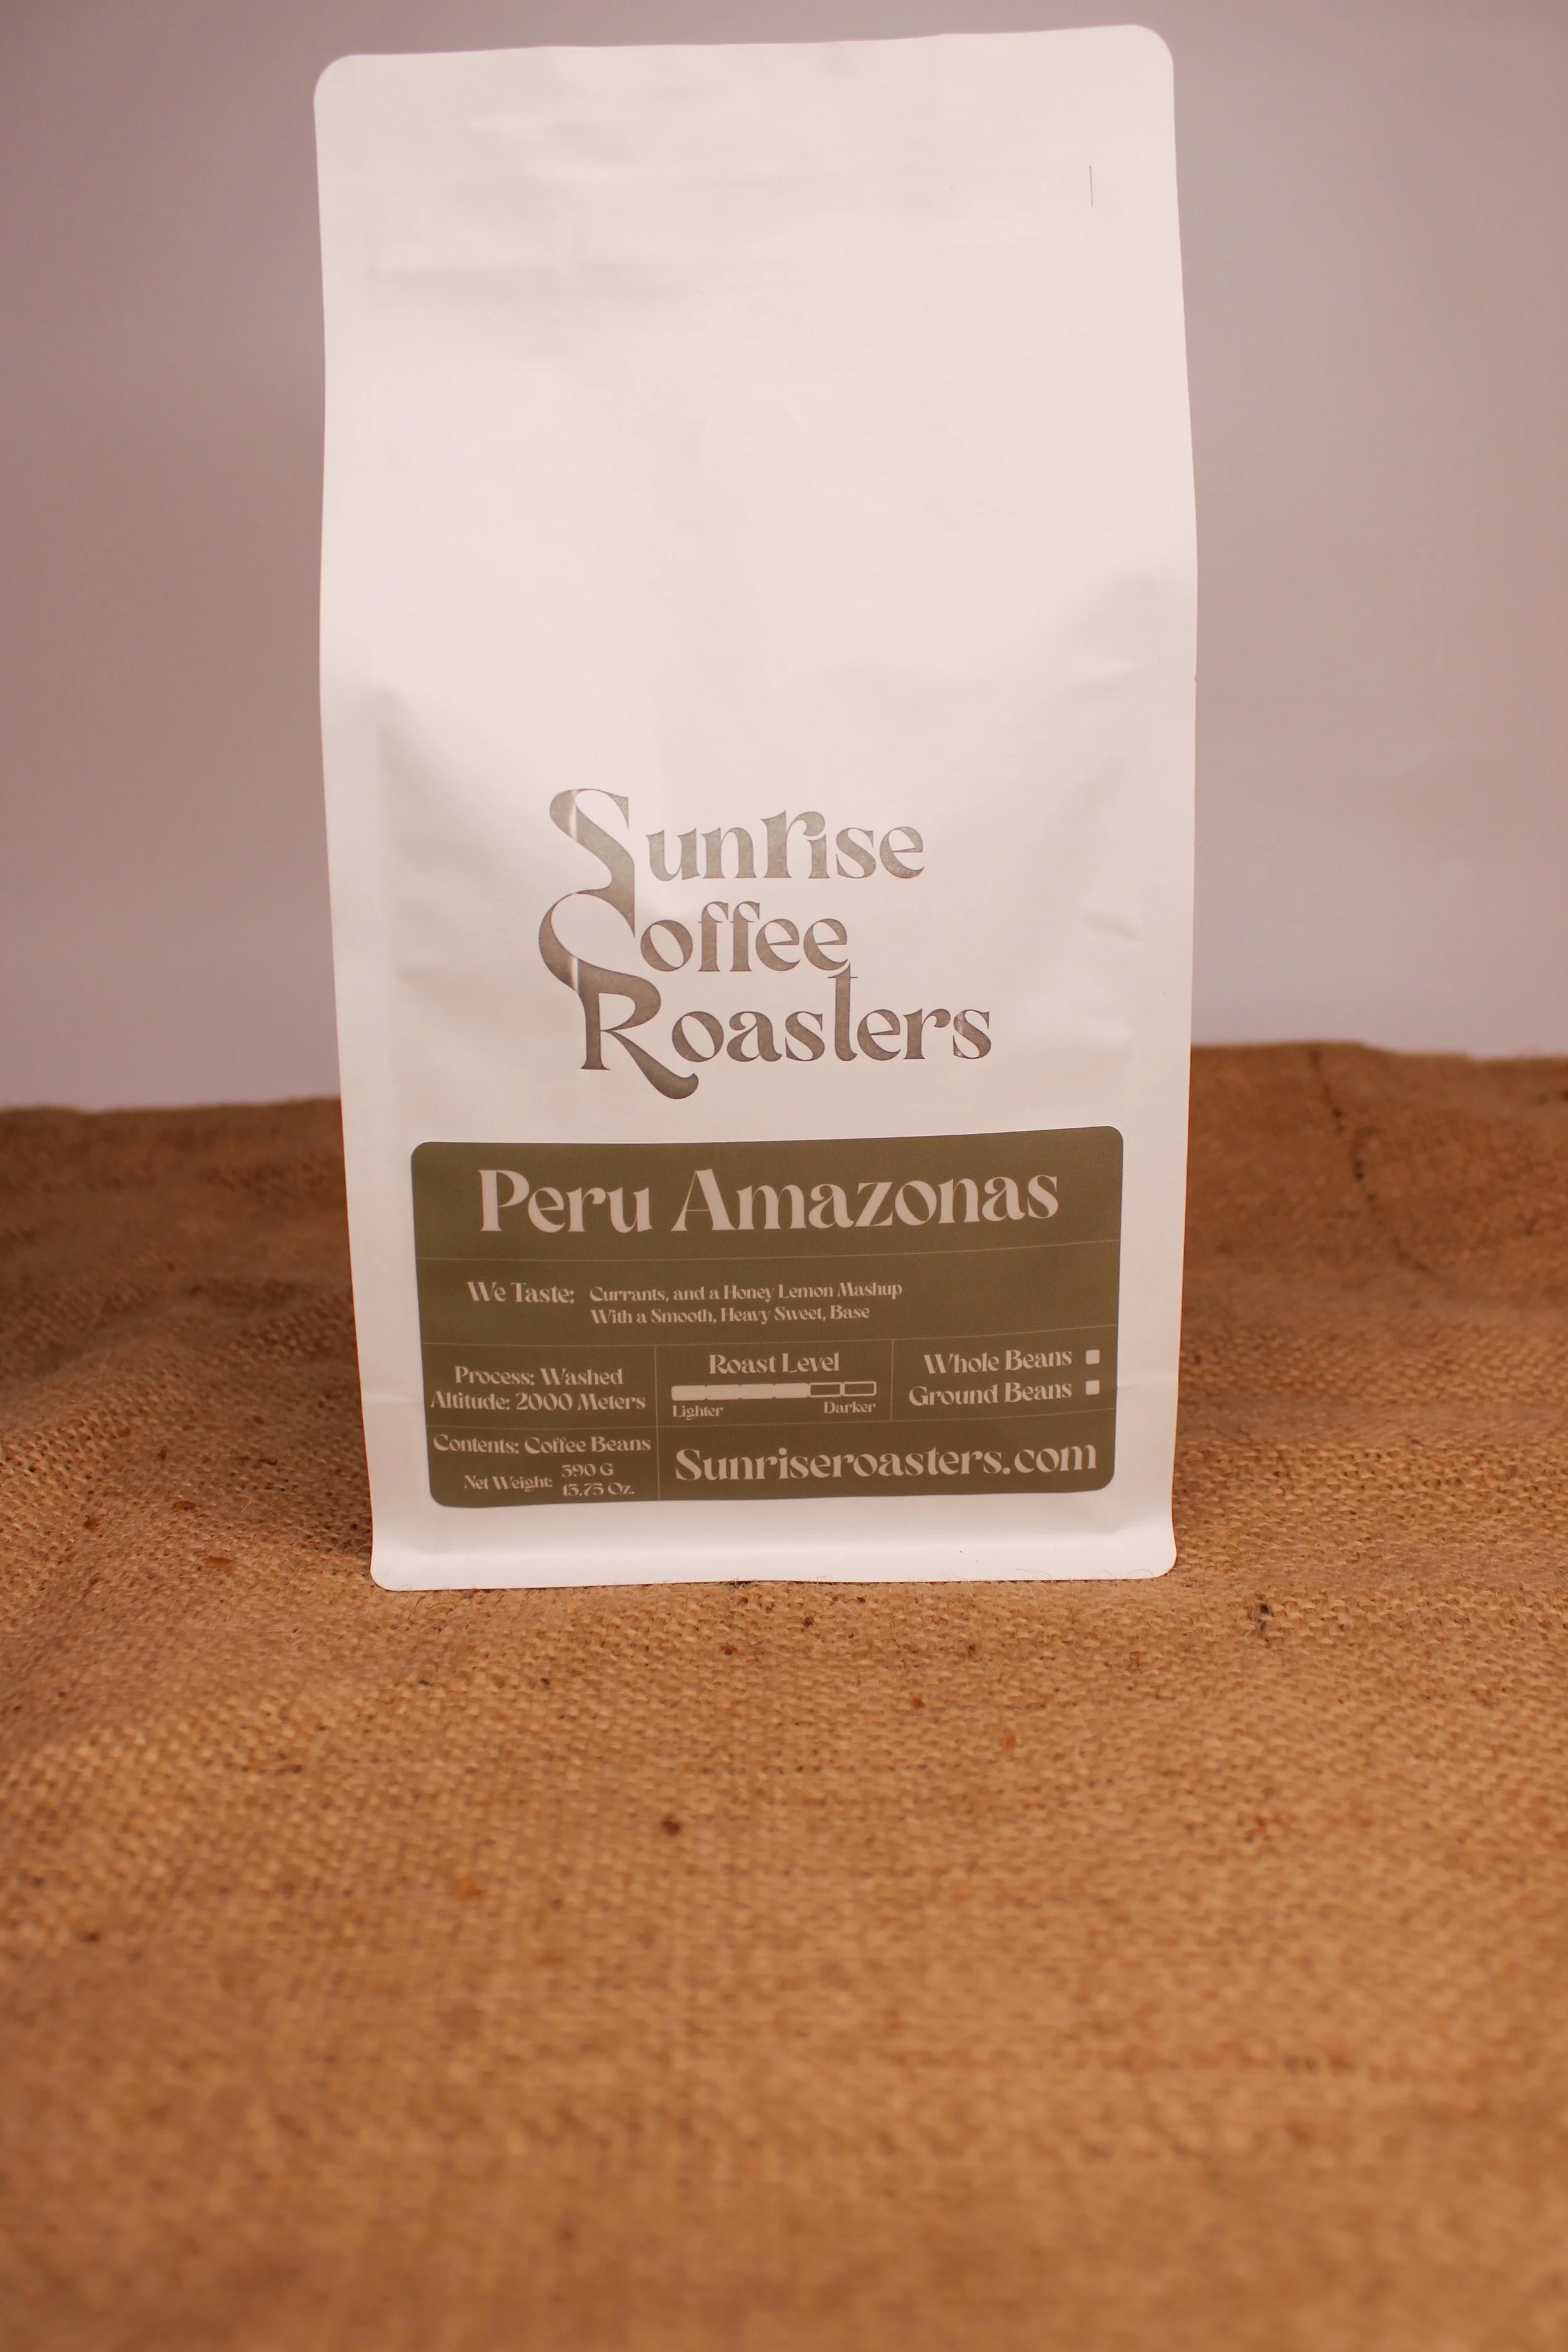 Sunrise
Coffee
Roasters
Peru Amazonas
We Taste: Currants, and a Honey Lemon Mashup
With a Smooth, Heavy Sweet, Base
Process: Washed
Altitude: 2000 Meters
Roast Level
Lighter Darker
Whole Beans
Ground Beans
Contents: Coffee Beans
Net Weight: 390 G
13.75 Oz.
Sunriseroasters.com